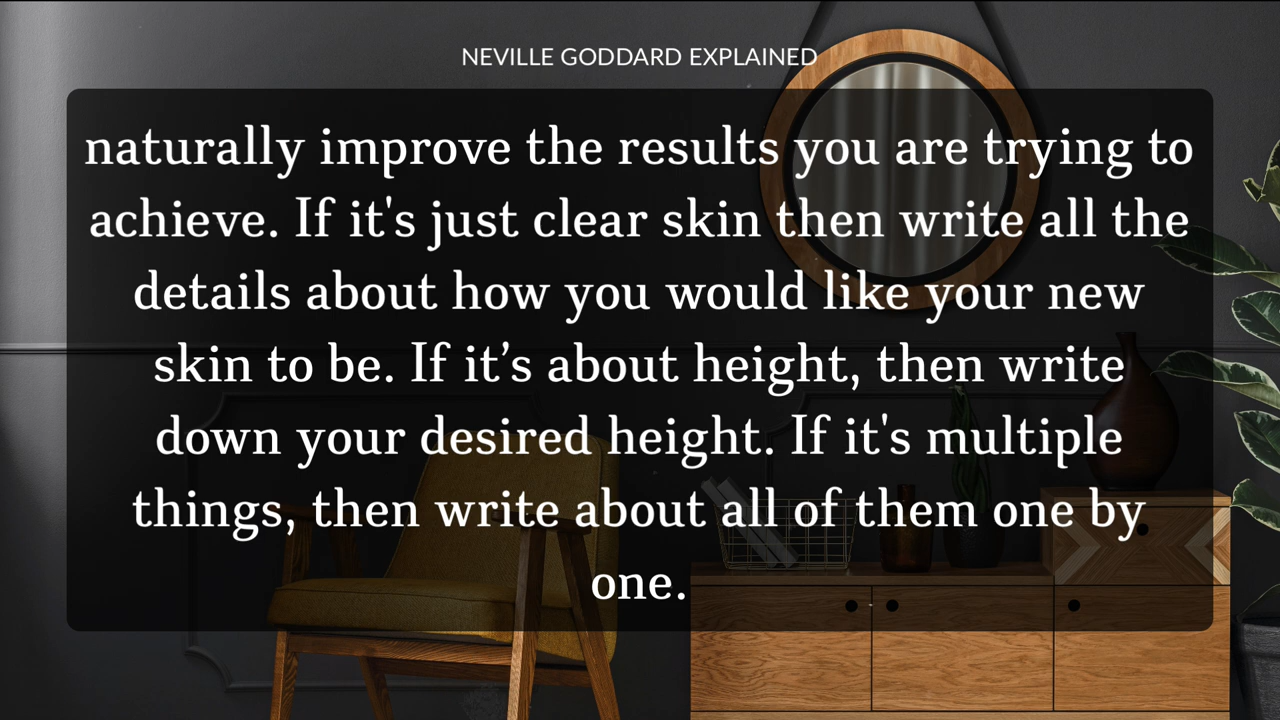 NEVILLE GODDARD EXPLAINED
naturally improve the results you are trying to
achieve. If it's just clear skin then write all the
details about how you would like your new
skin to be. If it’s about height, then write
down your desired height. If it's multiple
things, then write about all of them one by
one.